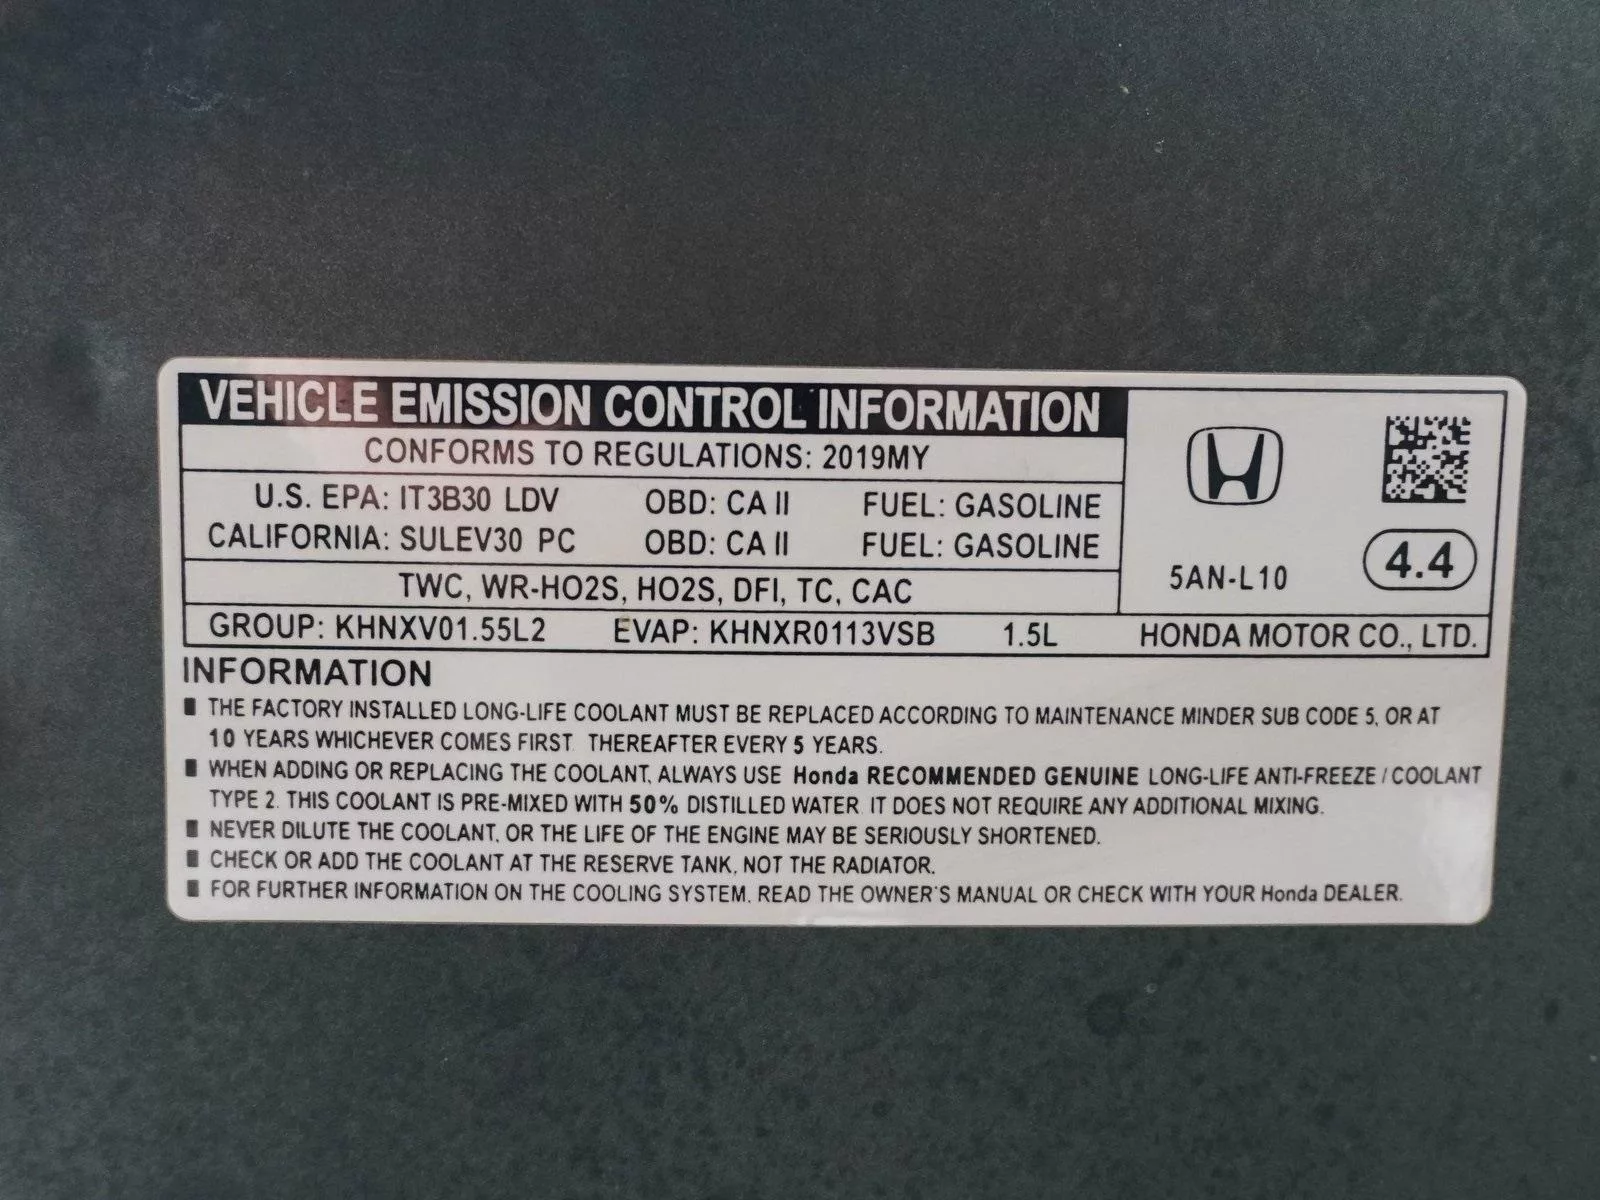 VEHICLE EMISSION CONTROL INFORMATION
CONFORMS TO REGULATIONS: 2019MY
U.S. EPA: IT3B30 LDV OBD: CA II FUEL: GASOLINE
CALIFORNIA: SULEV30 PC OBD: CA II FUEL: GASOLINE
TWC, WR-HO2S, HO2S, DFI, TC, CAC
5AN-L10 4.4
GROUP: KHNXV01.55L2 EVAP: KHNXR0113VSB 1.5L HONDA MOTOR CO., LTD.
INFORMATION
THE FACTORY INSTALLED LONG-LIFE COOLANT MUST BE REPLACED ACCORDING TO MAINTENANCE MINDER SUB CODE 5, OR AT
10 YEARS WHICHEVER COMES FIRST. THEREAFTER EVERY 5 YEARS.
WHEN ADDING OR REPLACING THE COOLANT, ALWAYS USE Honda RECOMMENDED GENUINE LONG-LIFE ANTI-FREEZE / COOLANT
TYPE 2. THIS COOLANT IS PRE-MIXED WITH 50% DISTILLED WATER. IT DOES NOT REQUIRE ANY ADDITIONAL MIXING.
NEVER DILUTE THE COOLANT, OR THE LIFE OF THE ENGINE MAY BE SERIOUSLY SHORTENED.
CHECK OR ADD THE COOLANT AT THE RESERVE TANK, NOT THE RADIATOR.
FOR FURTHER INFORMATION ON THE COOLING SYSTEM, READ THE OWNER'S MANUAL OR CHECK WITH YOUR Honda DEALER.